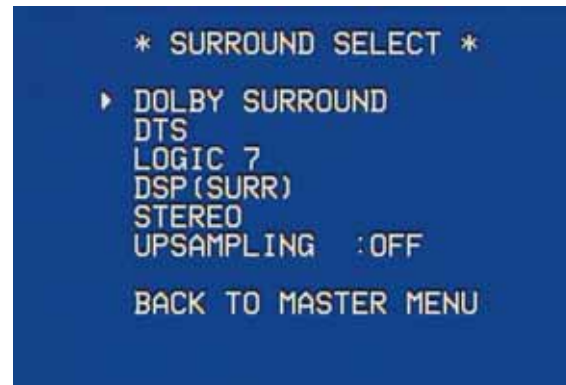 * SURROUND SELECT *
DOLBY SURROUND
DTS
LOGIC 7
DSP(SURR)
STEREO
UPSAMPLING :OFF
BACK TO MASTER MENU